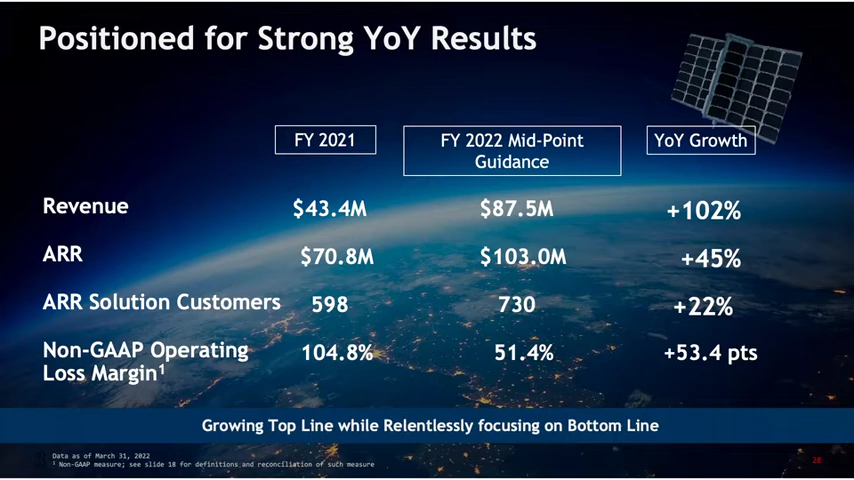 Positioned for Strong YoY Results
FY 2021
FY 2022 Mid-Point
Guidance
YoY Growth
Revenue $43.4M $87.5M +102%
ARR $70.8M $103.0M +45%
ARR Solution Customers 598 730 +22%
Non-GAAP Operating
Loss Margin¹ 104.8% 51.4% +53.4 pts
Growing Top Line while Relentlessly focusing on Bottom Line
Data as of March 31, 2022
¹ Non-GAAP measure; see slide 18 for definitions and reconciliation of such measure
28